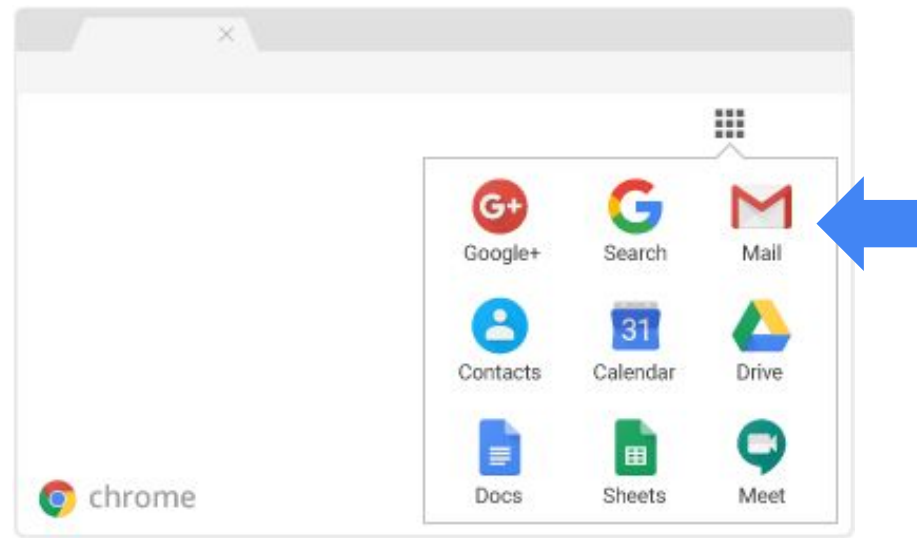 G+ G M
Google+ Search Mail
31
Contacts Calendar Drive
Docs Sheets Meet
chrome